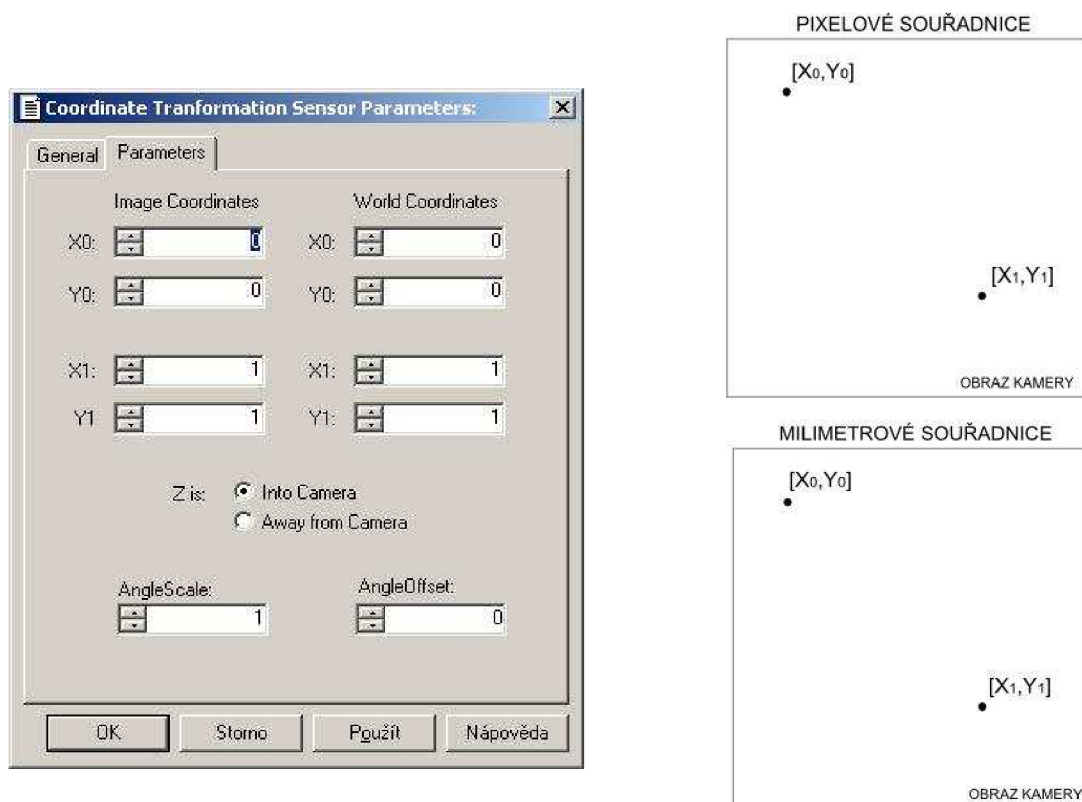 Coordinate Tranformation Sensor Parameters:
General Parameters
Image Coordinates World Coordinates
X0: 0 X0: 0
Y0: 0 Y0: 0
X1: 1 X1: 1
Y1 1 Y1: 1
Z is: Into Camera
Away from Camera
AngleScale: AngleOffset:
1 0
OK Storno Použít Nápověda
PIXELOVÉ SOUŘADNICE
[X0,Y0]
[X1,Y1]
OBRAZ KAMERY
MILIMETROVÉ SOUŘADNICE
[X0,Y0]
[X1,Y1]
OBRAZ KAMERY